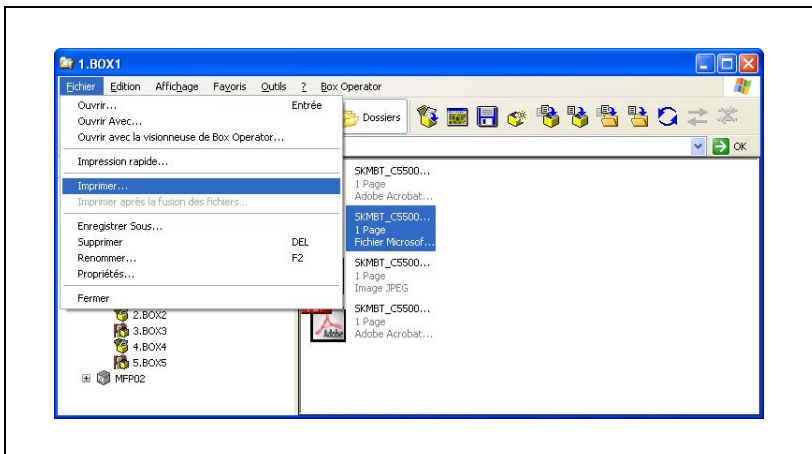 1.BOX1
Fichier Edition Affichage Favoris Outils ? Box Operator
Ouvrir... Entrée
Ouvrir Avec...
Ouvrir avec la visionneuse de Box Operator...
Impression rapide...
Imprimer...
Imprimer après la fusion des fichiers...
Enregistrer Sous...
Supprimer DEL
Renommer... F2
Propriétés...
Fermer
Dossiers
OK
SKMBT_C5500...
1 Page
Adobe Acrobat...
SKMBT_C5500...
1 Page
Fichier Microsof...
SKMBT_C5500...
1 Page
Image JPEG
SKMBT_C5500...
1 Page
Adobe Acrobat...
Adobe
2.BOX2
3.BOX3
4.BOX4
5.BOX5
MFP02